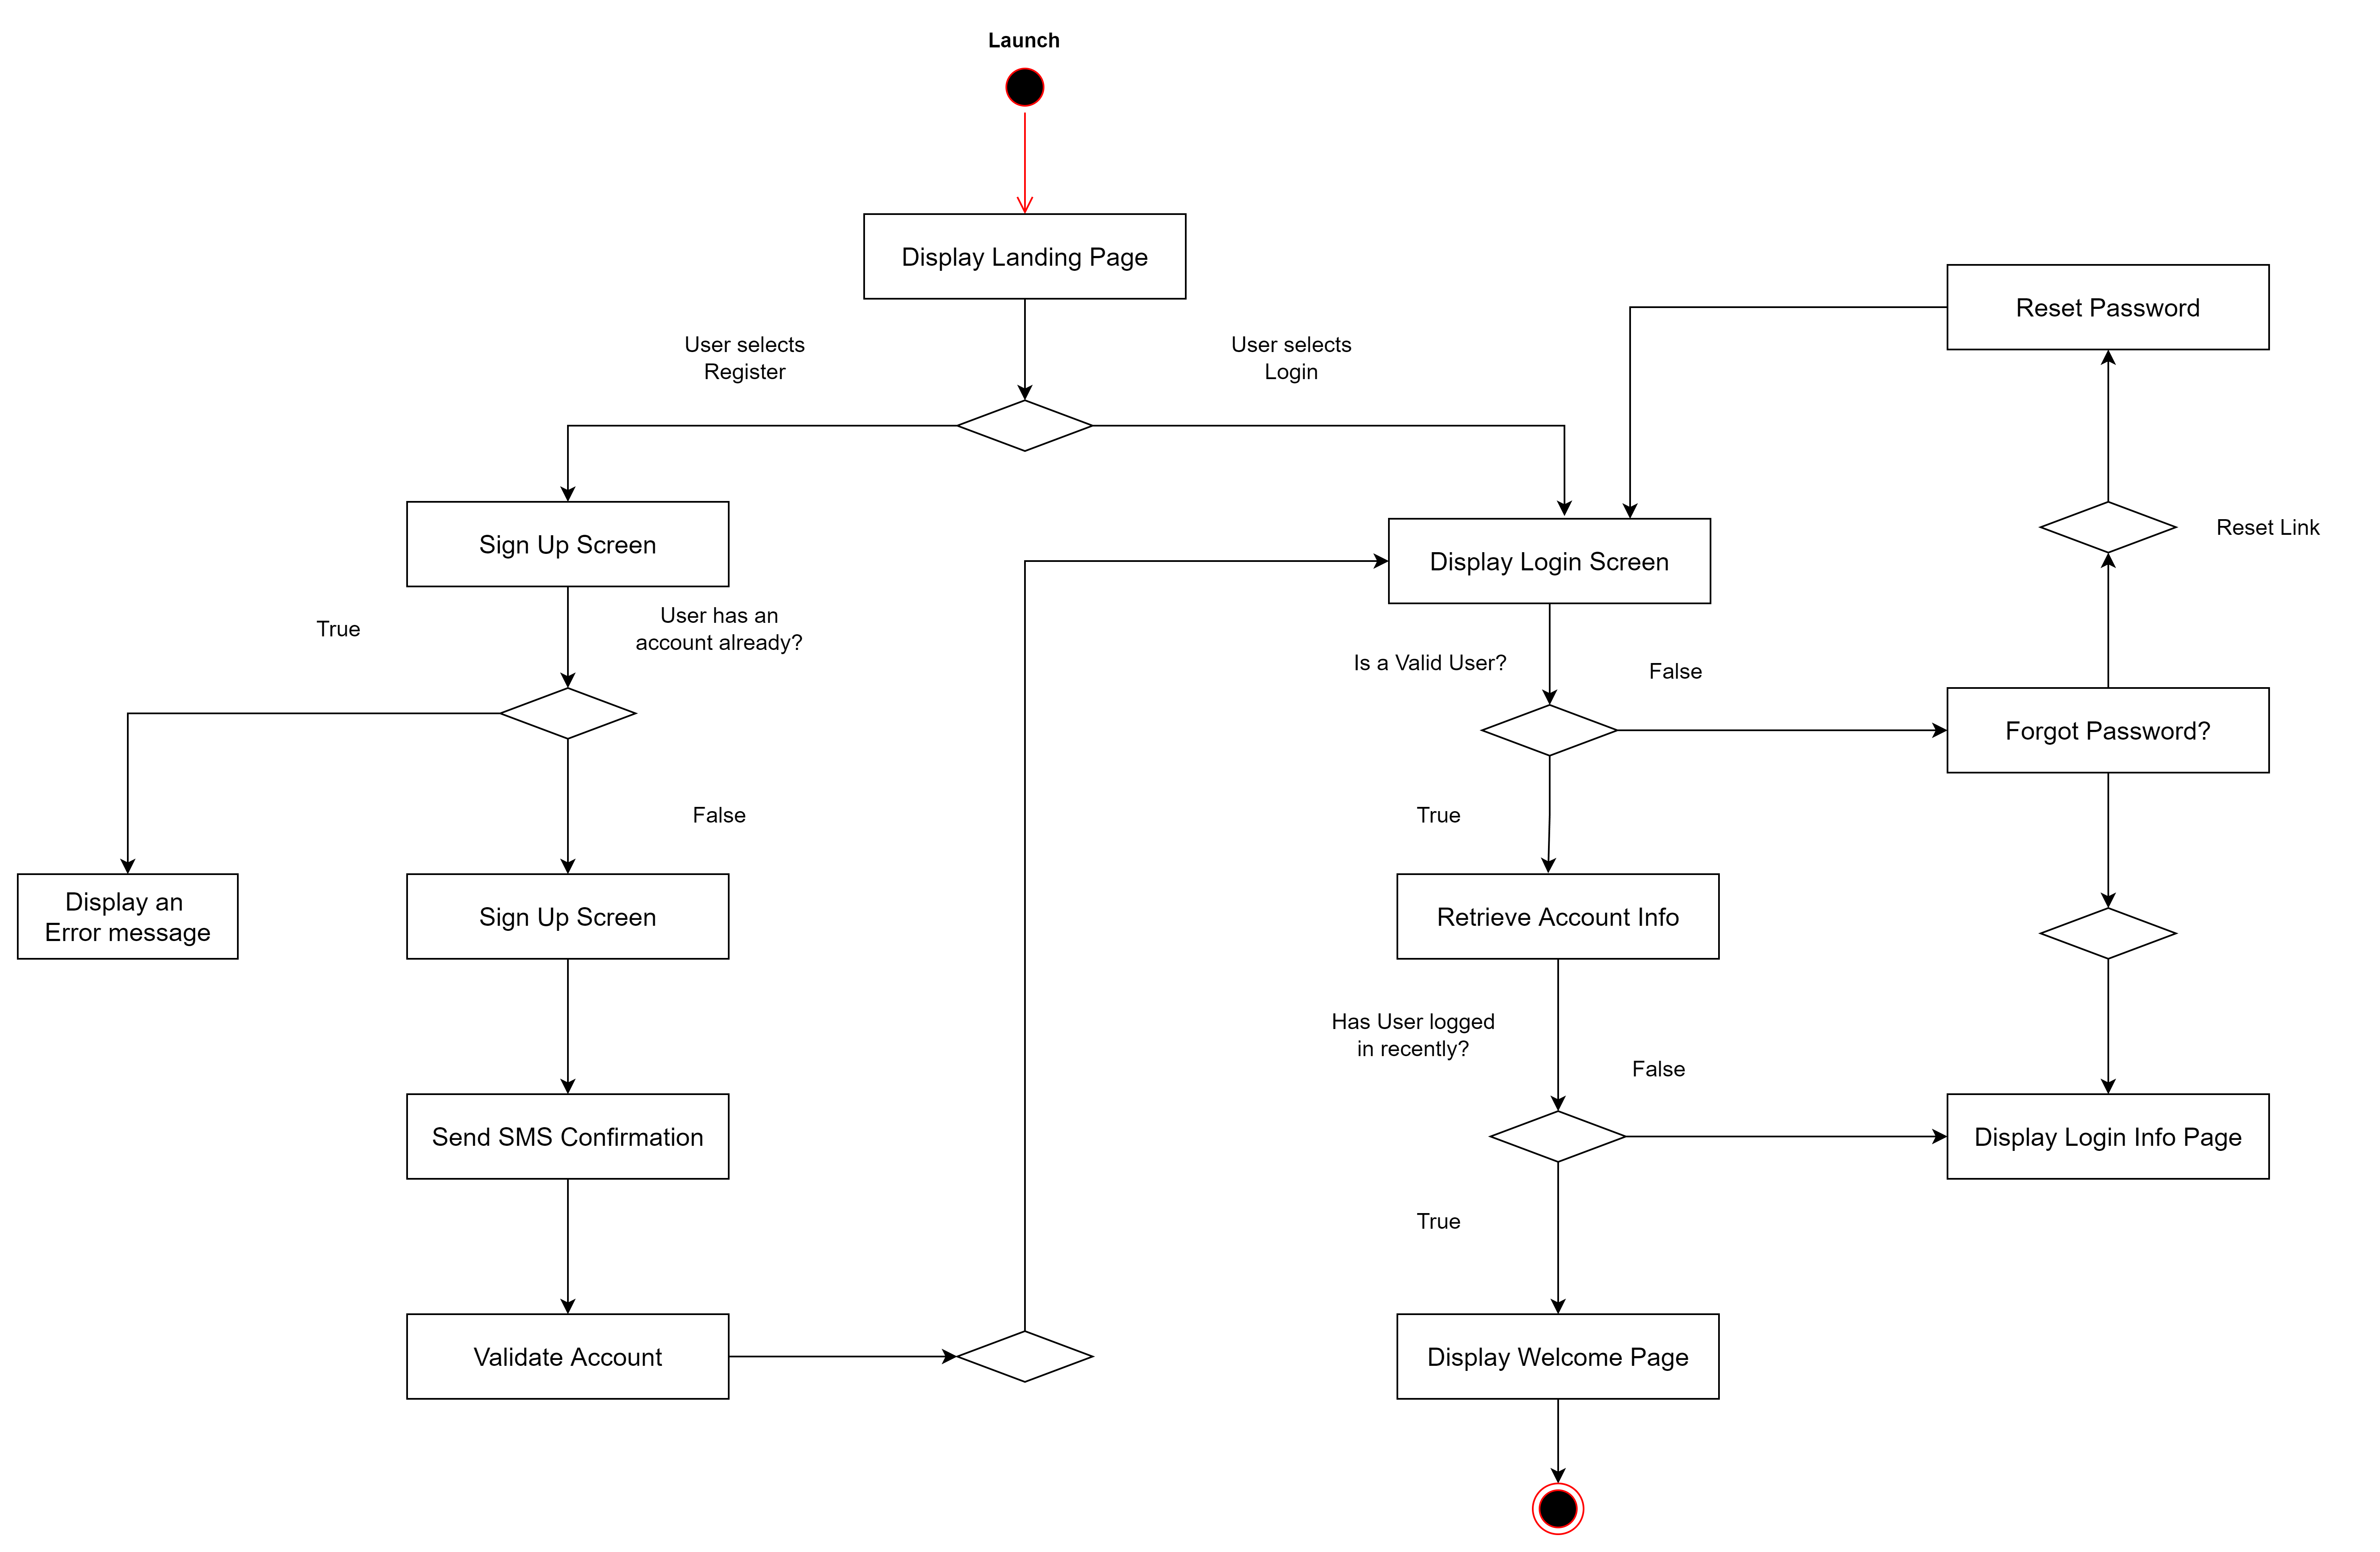 Launch
Display Landing Page
User selects
Register
User selects
Login
Reset Password
Sign Up Screen
Display Login Screen
Reset Link
True
User has an
account already?
Is a Valid User?
False
Forgot Password?
False
True
Display an
Error message
Sign Up Screen
Retrieve Account Info
Has User logged
in recently?
False
Send SMS Confirmation
Display Login Info Page
True
Validate Account
Display Welcome Page